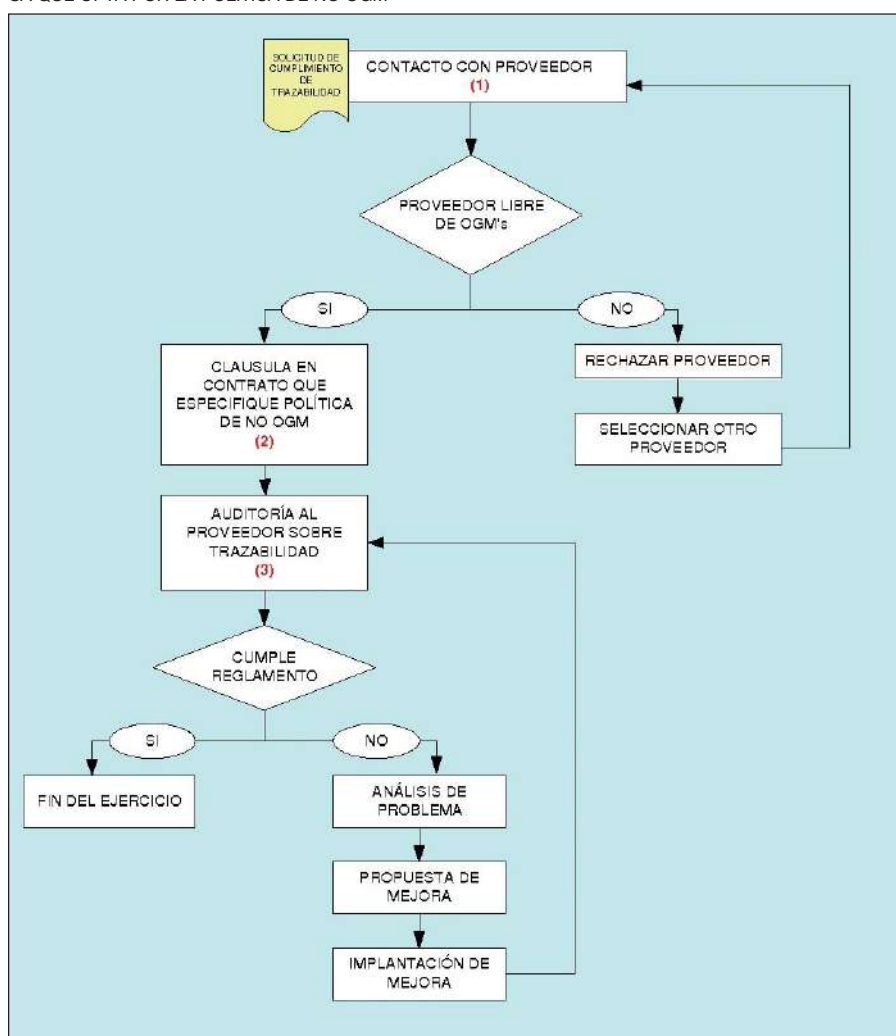 SOLICITUD DE
CUMPLIMIENTO
DE
TRAZABILIDAD
CONTACTO CON PROVEEDOR
(1)
PROVEEDOR LIBRE
DE OGM's
SI
NO
CLAUSULA EN
CONTRATO QUE
ESPECIFIQUE POLÍTICA
DE NO OGM
(2)
RECHAZAR PROVEEDOR
SELECCIONAR OTRO
PROVEEDOR
AUDITORÍA AL
PROVEEDOR SOBRE
TRAZABILIDAD
(3)
CUMPLE
REGLAMENTO
SI
NO
FIN DEL EJERCICIO
ANÁLISIS DE
PROBLEMA
PROPUESTA DE
MEJORA
IMPLANTACIÓN DE
MEJORA